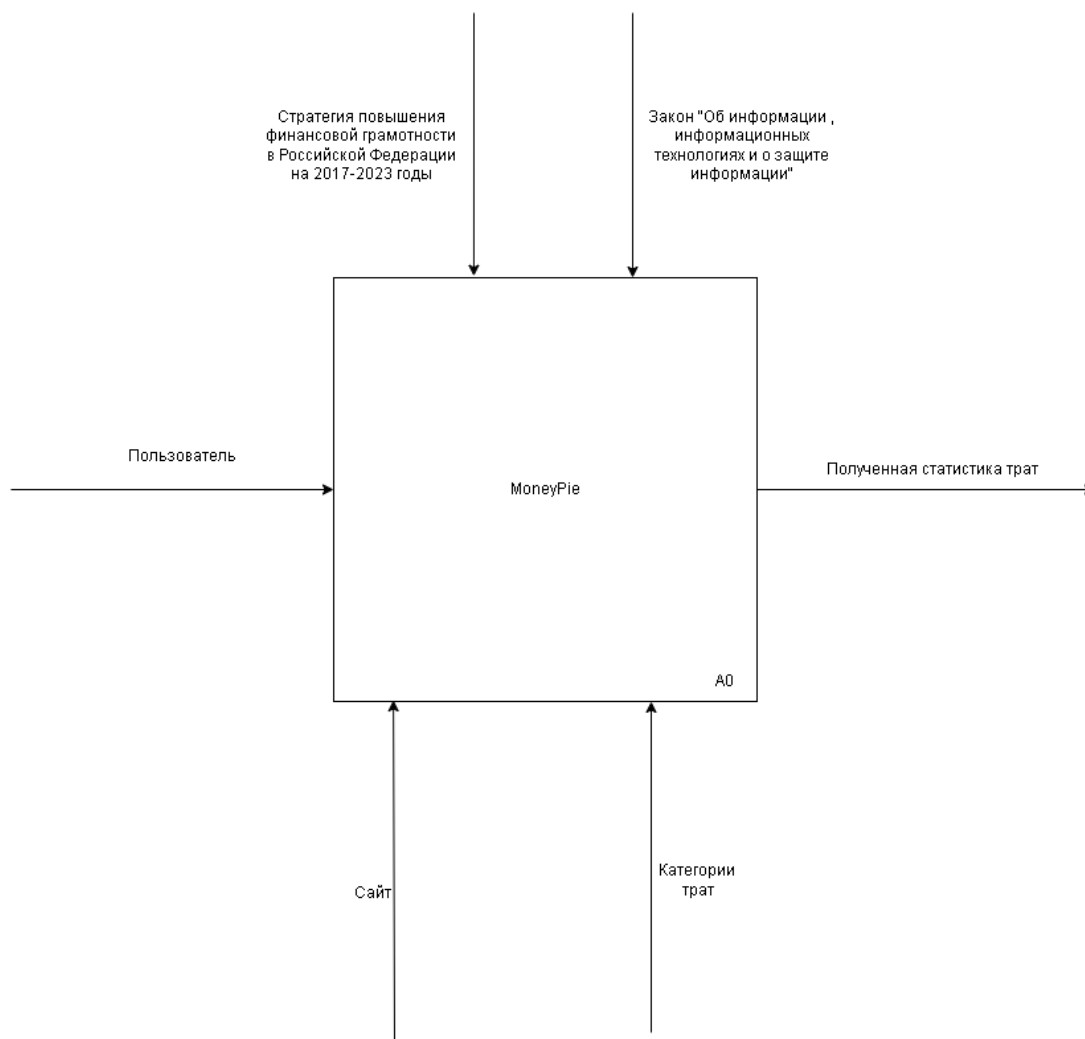 Стратегия повышения
финансовой грамотности
в Российской Федерации
на 2017-2023 годы
Закон "Об информации ,
информационных
технологиях и о защите
информации"
Пользователь
MoneyPie
Полученная статистика трат
A0
Сайт
Категории
трат